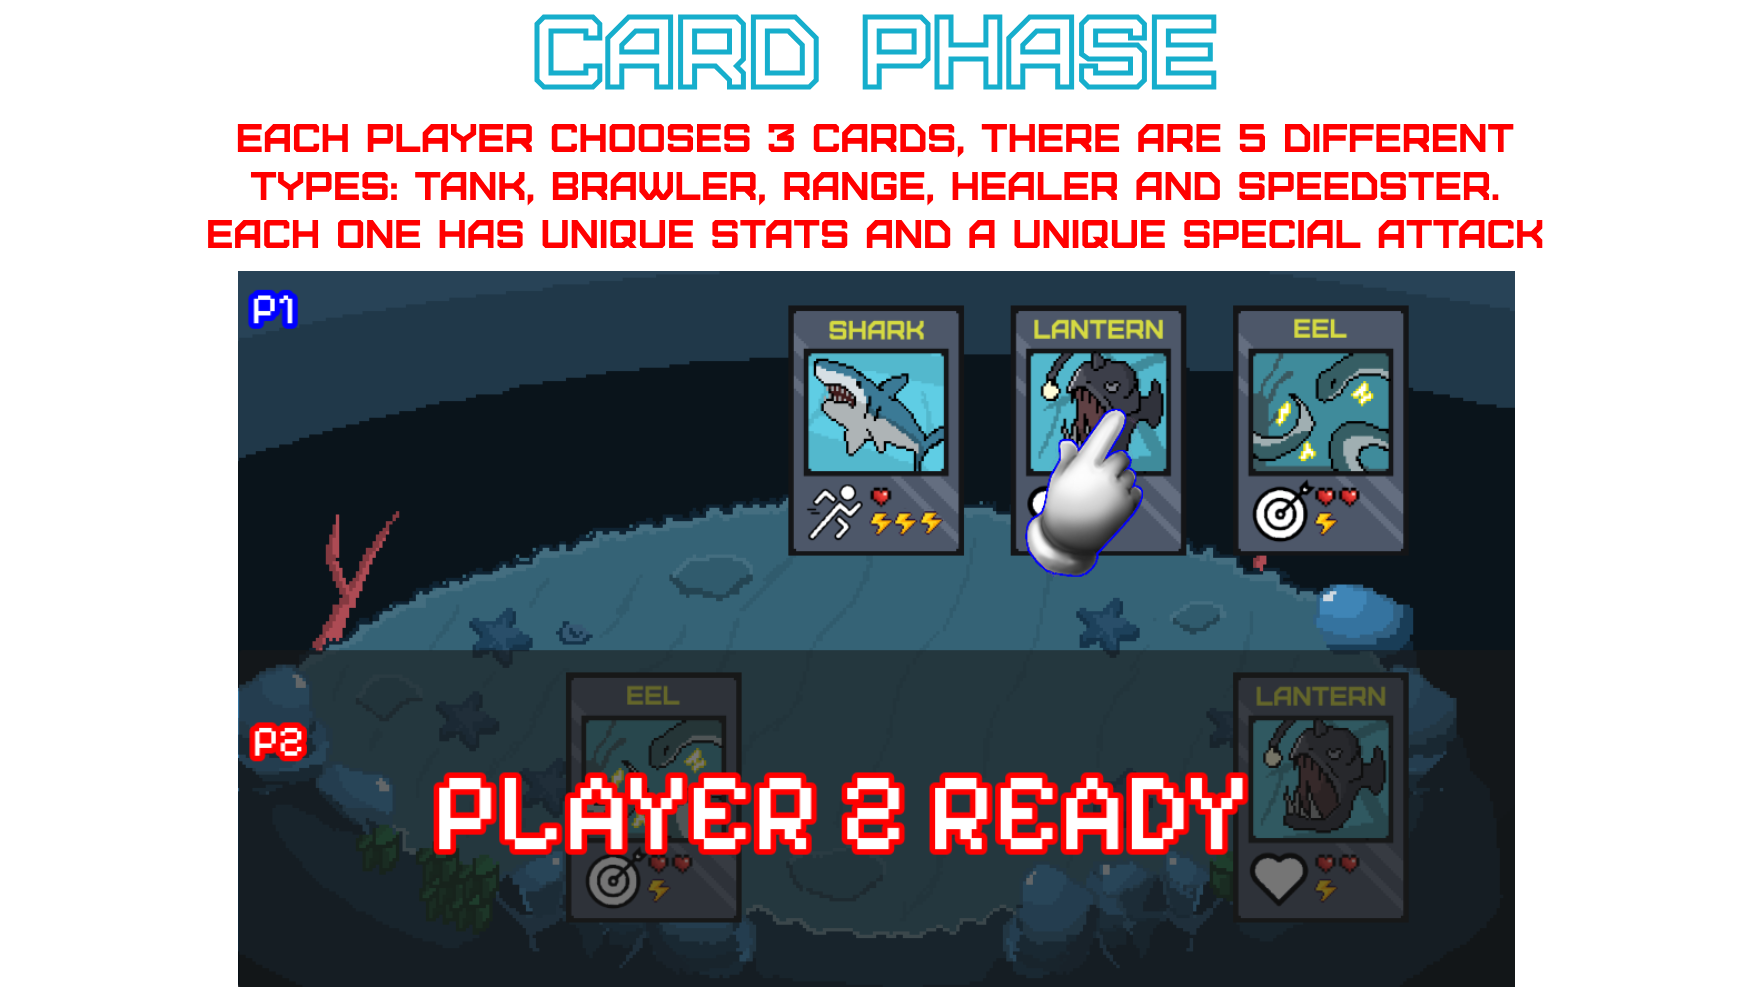 CARD PHASE
EACH PLAYER CHOOSES 3 CARDS, THERE ARE 5 DIFFERENT
TYPES: TANK, BRAWLER, RANGE, HEALER AND SPEEDSTER.
EACH ONE HAS UNIQUE STATS AND A UNIQUE SPECIAL ATTACK
P1
SHARK
LANTERN
EEL
EEL
LANTERN
P2
PLAYER 2 READY